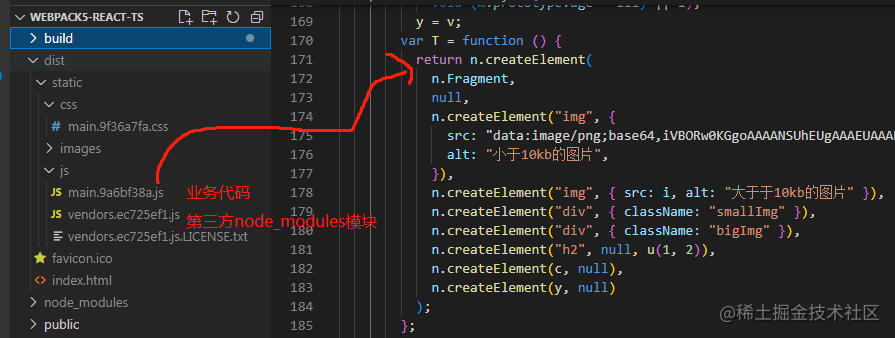 WEBPACK5-REACT-TS
build
dist
static
css
# main.9f36a7fa.css
images
js
JS main.9a6bf38a.js
业务代码
JS vendors.ec725ef1.js
第三方node_modules模块
vendors.ec725ef1.js.LICENSE.txt
favicon.ico
<> index.html
node_modules
public
169 y = v;
170 var T = function () {
171 return n.createElement(
172 n.Fragment,
173 null,
174 n.createElement("img", {
175 src: "data:image/png;base64,iVBORw0KGgoAAAANSUhEUgAAAEUAAA
176 alt: "小于10kb的图片",
177 }),
178 n.createElement("img", { src: i, alt: "大于于10kb的图片" }),
179 n.createElement("div", { className: "smallImg" }),
180 n.createElement("div", { className: "bigImg" }),
181 n.createElement("h2", null, u(1, 2)),
182 n.createElement(c, null),
183 n.createElement(y, null)
184 );
185 };
@稀土掘金技术社区